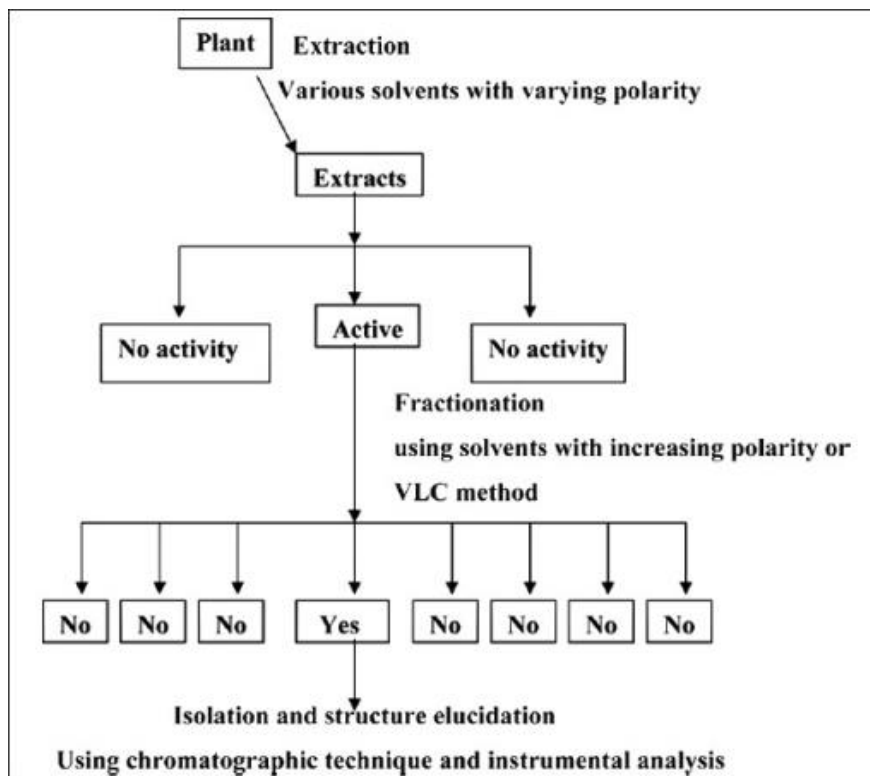 Plant
Extraction
Various solvents with varying polarity
Extracts
No activity
Active
No activity
Fractionation
using solvents with increasing polarity or
VLC method
No
No
No
Yes
No
No
No
No
Isolation and structure elucidation
Using chromatographic technique and instrumental analysis